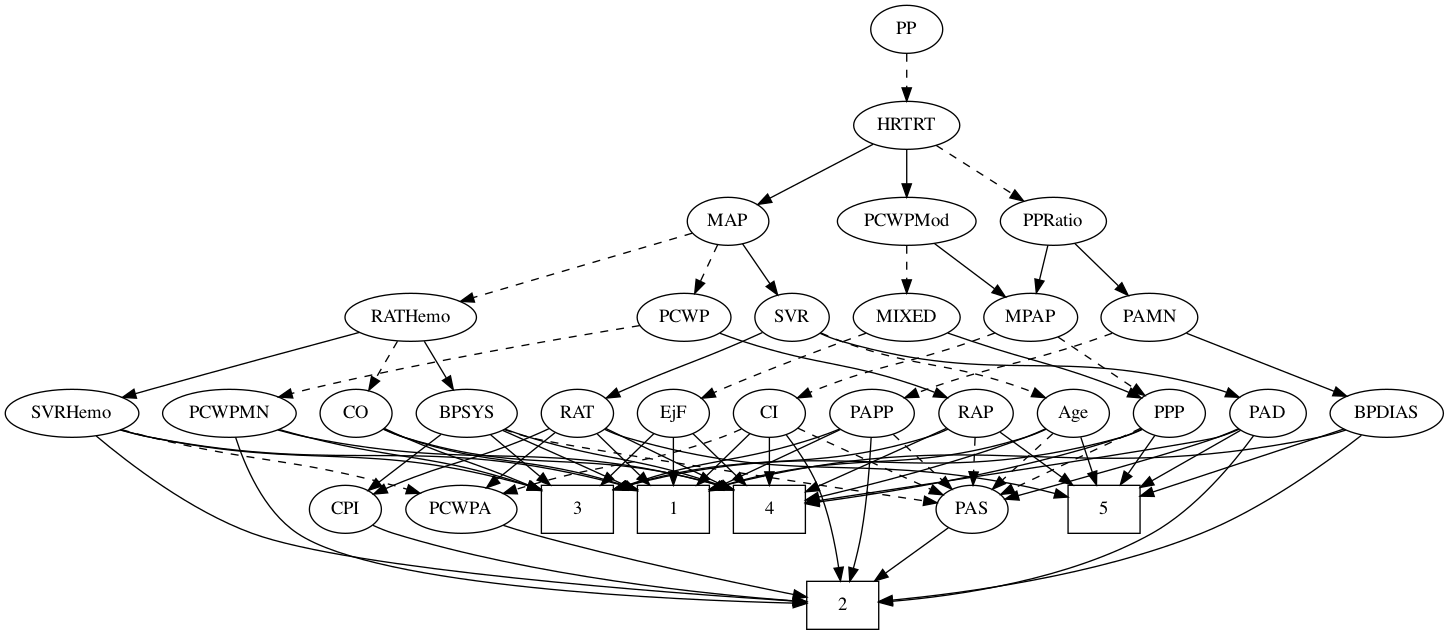 PP
HRTRT
MAP
PCWPMod
PPRatio
RATHemo
PCWP
SVR
MIXED
MPAP
PAMN
SVRHemo
PCWPMN
CO
BPSYS
RAT
EjF
CI
PAPP
RAP
Age
PPP
PAD
BPDIAS
CPI
PCWPA
3
1
4
PAS
5
2